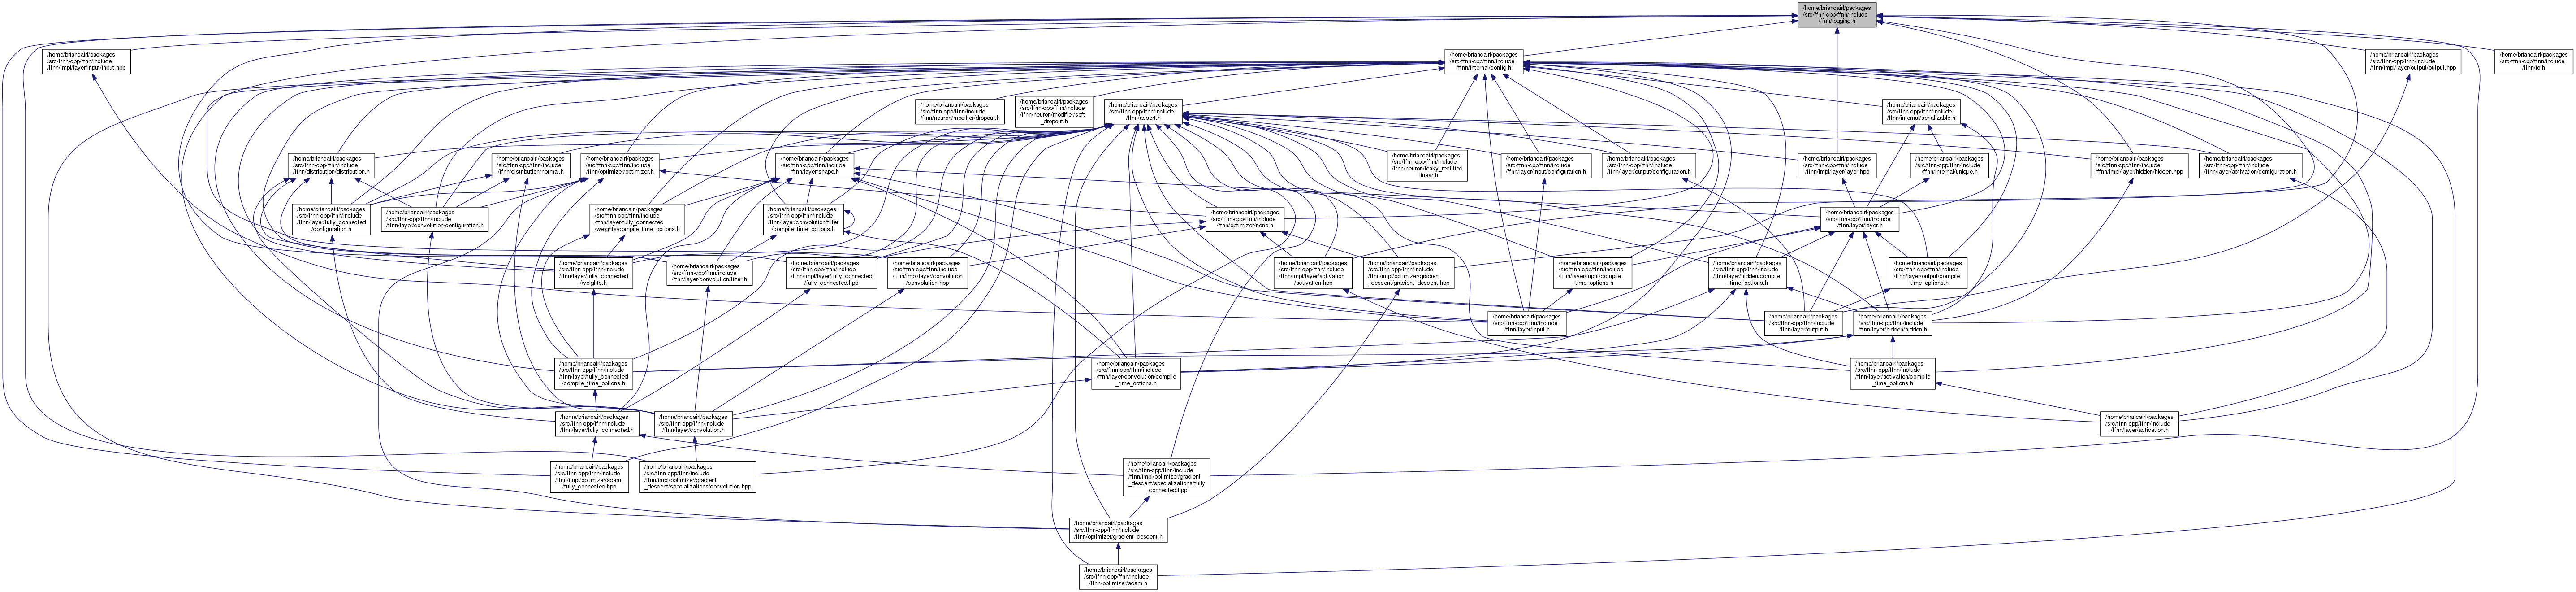 /home/briancairl/packages
/src/ffnn-cpp/ffnn/include
/ffnn/logging.h
/home/briancairl/packages
/src/ffnn-cpp/ffnn/include
/ffnn/impl/layer/input/input.hpp
/home/briancairl/packages
/src/ffnn-cpp/ffnn/include
/ffnn/internal/config.h
/home/briancairl/packages
/src/ffnn-cpp/ffnn/include
/ffnn/impl/layer/output/output.hpp
/home/briancairl/packages
/src/ffnn-cpp/ffnn/include
/ffnn/io.h
/home/briancairl/packages
/src/ffnn-cpp/ffnn/include
/ffnn/neuron/modifier/dropout.h
/home/briancairl/packages
/src/ffnn-cpp/ffnn/include
/ffnn/neuron/modifier/soft
_dropout.h
/home/briancairl/packages
/src/ffnn-cpp/ffnn/include
/ffnn/assert.h
/home/briancairl/packages
/src/ffnn-cpp/ffnn/include
/ffnn/internal/serializable.h
/home/briancairl/packages
/src/ffnn-cpp/ffnn/include
/ffnn/distribution/distribution.h
/home/briancairl/packages
/src/ffnn-cpp/ffnn/include
/ffnn/distribution/normal.h
/home/briancairl/packages
/src/ffnn-cpp/ffnn/include
/ffnn/optimizer/optimizer.h
/home/briancairl/packages
/src/ffnn-cpp/ffnn/include
/ffnn/layer/shape.h
/home/briancairl/packages
/src/ffnn-cpp/ffnn/include
/ffnn/neuron/leaky_rectified
_linear.h
/home/briancairl/packages
/src/ffnn-cpp/ffnn/include
/ffnn/layer/input/configuration.h
/home/briancairl/packages
/src/ffnn-cpp/ffnn/include
/ffnn/layer/output/configuration.h
/home/briancairl/packages
/src/ffnn-cpp/ffnn/include
/ffnn/impl/layer/layer.hpp
/home/briancairl/packages
/src/ffnn-cpp/ffnn/include
/ffnn/internal/unique.h
/home/briancairl/packages
/src/ffnn-cpp/ffnn/include
/ffnn/impl/layer/hidden/hidden.hpp
/home/briancairl/packages
/src/ffnn-cpp/ffnn/include
/ffnn/layer/activation/configuration.h
/home/briancairl/packages
/src/ffnn-cpp/ffnn/include
/ffnn/layer/fully_connected
/configuration.h
/home/briancairl/packages
/src/ffnn-cpp/ffnn/include
/ffnn/layer/convolution/configuration.h
/home/briancairl/packages
/src/ffnn-cpp/ffnn/include
/ffnn/layer/fully_connected
/weights/compile_time_options.h
/home/briancairl/packages
/src/ffnn-cpp/ffnn/include
/ffnn/layer/convolution/filter
/compile_time_options.h
/home/briancairl/packages
/src/ffnn-cpp/ffnn/include
/ffnn/optimizer/none.h
/home/briancairl/packages
/src/ffnn-cpp/ffnn/include
/ffnn/layer/layer.h
/home/briancairl/packages
/src/ffnn-cpp/ffnn/include
/ffnn/layer/fully_connected
/weights.h
/home/briancairl/packages
/src/ffnn-cpp/ffnn/include
/ffnn/layer/convolution/filter.h
/home/briancairl/packages
/src/ffnn-cpp/ffnn/include
/ffnn/impl/layer/fully_connected
/fully_connected.hpp
/home/briancairl/packages
/src/ffnn-cpp/ffnn/include
/ffnn/impl/layer/convolution
/convolution.hpp
/home/briancairl/packages
/src/ffnn-cpp/ffnn/include
/ffnn/impl/layer/activation
/activation.hpp
/home/briancairl/packages
/src/ffnn-cpp/ffnn/include
/ffnn/impl/optimizer/gradient
_descent/gradient_descent.hpp
/home/briancairl/packages
/src/ffnn-cpp/ffnn/include
/ffnn/layer/input/compile
_time_options.h
/home/briancairl/packages
/src/ffnn-cpp/ffnn/include
/ffnn/layer/hidden/compile
_time_options.h
/home/briancairl/packages
/src/ffnn-cpp/ffnn/include
/ffnn/layer/output/compile
_time_options.h
/home/briancairl/packages
/src/ffnn-cpp/ffnn/include
/ffnn/layer/input.h
/home/briancairl/packages
/src/ffnn-cpp/ffnn/include
/ffnn/layer/output.h
/home/briancairl/packages
/src/ffnn-cpp/ffnn/include
/ffnn/layer/hidden/hidden.h
/home/briancairl/packages
/src/ffnn-cpp/ffnn/include
/ffnn/layer/fully_connected
/compile_time_options.h
/home/briancairl/packages
/src/ffnn-cpp/ffnn/include
/ffnn/layer/convolution/compile
_time_options.h
/home/briancairl/packages
/src/ffnn-cpp/ffnn/include
/ffnn/layer/activation/compile
_time_options.h
/home/briancairl/packages
/src/ffnn-cpp/ffnn/include
/ffnn/layer/fully_connected.h
/home/briancairl/packages
/src/ffnn-cpp/ffnn/include
/ffnn/layer/convolution.h
/home/briancairl/packages
/src/ffnn-cpp/ffnn/include
/ffnn/layer/activation.h
/home/briancairl/packages
/src/ffnn-cpp/ffnn/include
/ffnn/impl/optimizer/adam
/fully_connected.hpp
/home/briancairl/packages
/src/ffnn-cpp/ffnn/include
/ffnn/impl/optimizer/gradient
_descent/specializations/convolution.hpp
/home/briancairl/packages
/src/ffnn-cpp/ffnn/include
/ffnn/impl/optimizer/gradient
_descent/specializations/fully
_connected.hpp
/home/briancairl/packages
/src/ffnn-cpp/ffnn/include
/ffnn/optimizer/gradient_descent.h
/home/briancairl/packages
/src/ffnn-cpp/ffnn/include
/ffnn/optimizer/adam.h